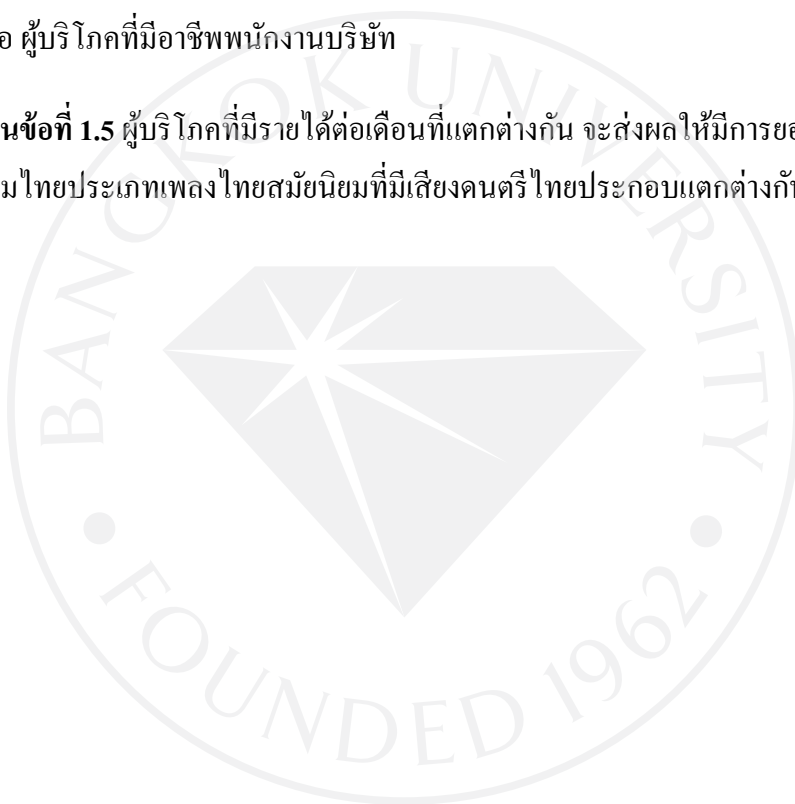 อ ผู้บริโภคที่มีอาชีพพนักงานบริษัท
นข้อที่ 1.5 ผู้บริโภคที่มีรายได้ต่อเดือนที่แตกต่างกัน จะส่งผลให้มีการยอ
มไทยประเภทเพลงไทยสมัยนิยมที่มีเสียงดนตรีไทยประกอบแตกต่างกัน
BANGKOK UNIVERSITY
FOUNDED 1962